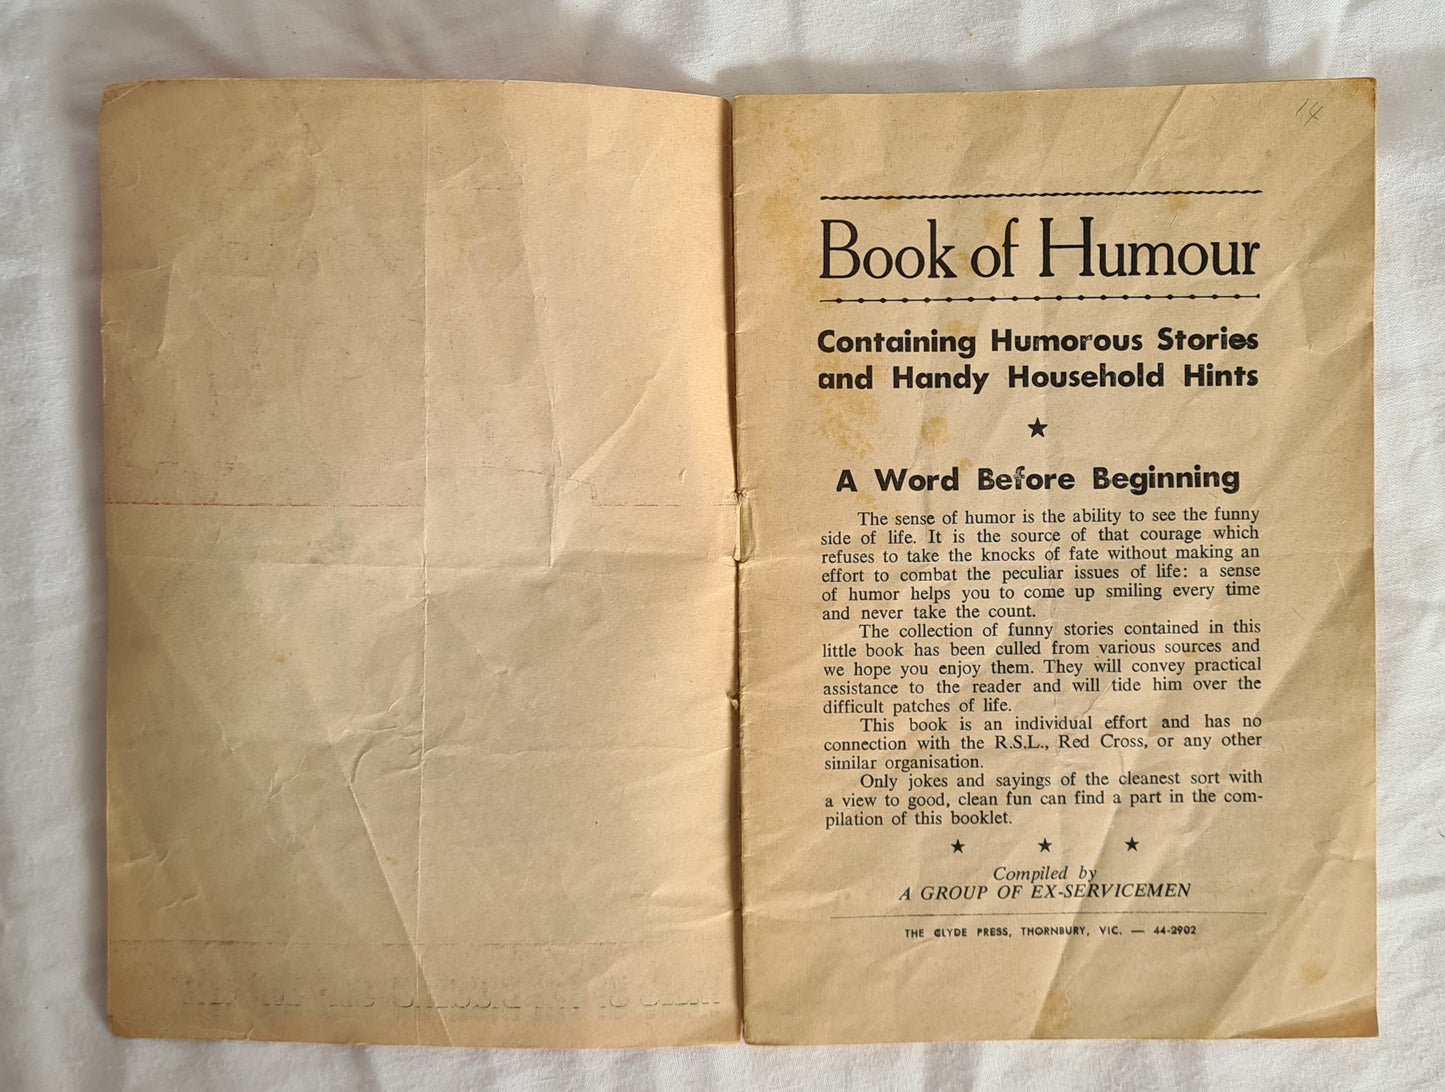 14
Book of Humour
Containing Humorous Stories
and Handy Household Hints
★
A Word Before Beginning
The sense of humor is the ability to see the funny
side of life. It is the source of that courage which
refuses to take the knocks of fate without making an
effort to combat the peculiar issues of life: a sense
of humor helps you to come up smiling every time
and never take the count.
The collection of funny stories contained in this
little book has been culled from various sources and
we hope you enjoy them. They will convey practical
assistance to the reader and will tide him over the
difficult patches of life.
This book is an individual effort and has no
connection with the R.S.L., Red Cross, or any other
similar organisation.
Only jokes and sayings of the cleanest sort with
a view to good, clean fun can find a part in the com-
pilation of this booklet.
★ ★ ★
Compiled by
A GROUP OF EX-SERVICEMEN
THE CLYDE PRESS, THORNBURY, VIC. — 44-2902